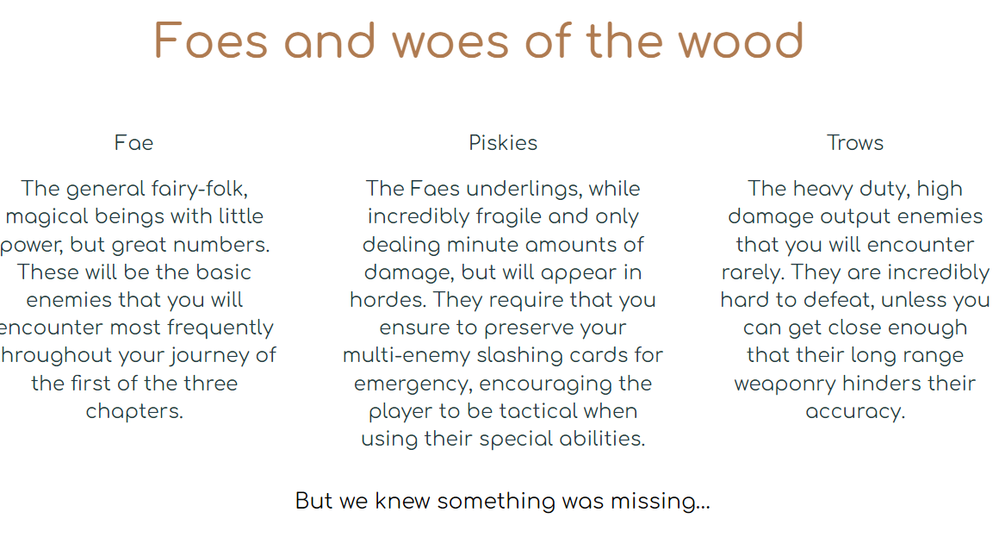 Foes and woes of the wood
Fae
The general fairy-folk,
magical beings with little
power, but great numbers.
These will be the basic
enemies that you will
encounter most frequently
hroughout your journey of
the first of the three
chapters.
Piskies
The Faes underlings, while
incredibly fragile and only
dealing minute amounts of
damage, but will appear in
hordes. They require that you
ensure to preserve your
multi-enemy slashing cards for
emergency, encouraging the
player to be tactical when
using their special abilities.
Trows
The heavy duty, high
damage output enemies
that you will encounter
rarely. They are incredibly
hard to defeat, unless you
can get close enough
that their long range
weaponry hinders their
accuracy.
But we knew something was missing...